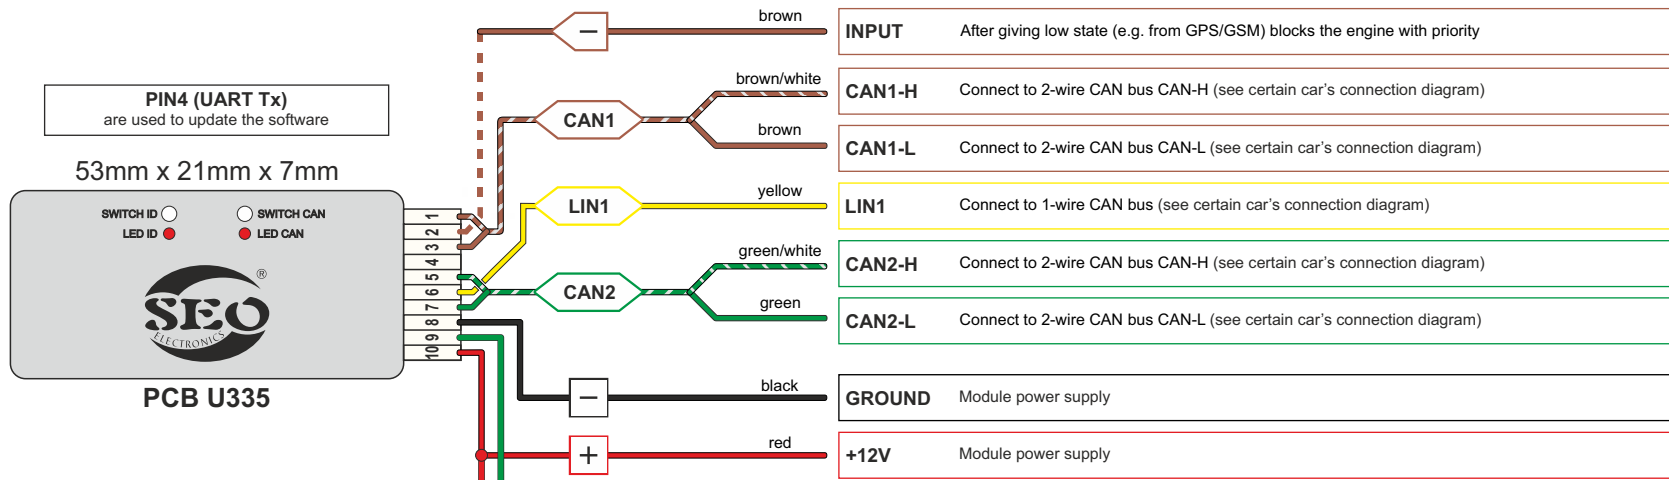 brown
INPUT After giving low state (e.g. from GPS/GSM) blocks the engine with priority
brown/white
CAN1-H Connect to 2-wire CAN bus CAN-H (see certain car's connection diagram)
PIN4 (UART Tx)
are used to update the software
CAN1
brown
CAN1-L Connect to 2-wire CAN bus CAN-L (see certain car's connection diagram)
53mm x 21mm x 7mm
yellow
LIN1
LIN1 Connect to 1-wire CAN bus (see certain car's connection diagram)
SWITCH ID SWITCH CAN
LED ID LED CAN
1
2
3
4
5
6
7
8
9
10
green/white
CAN2-H Connect to 2-wire CAN bus CAN-H (see certain car's connection diagram)
CAN2
green
CAN2-L Connect to 2-wire CAN bus CAN-L (see certain car's connection diagram)
SEO®
ELECTRONICS
PCB U335
black
GROUND Module power supply
red
+12V Module power supply